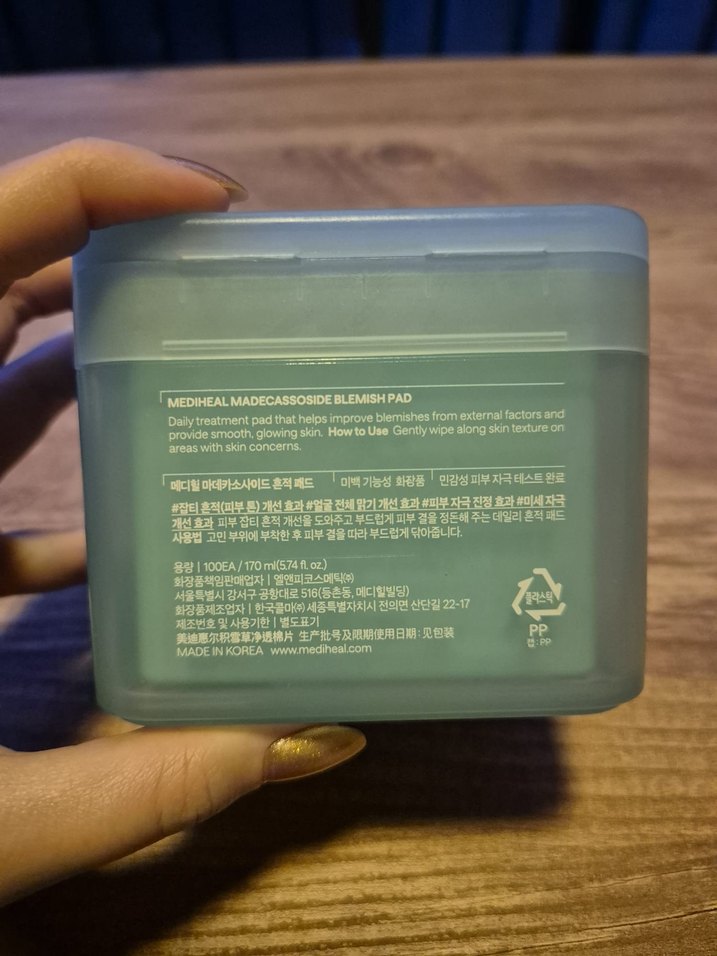 MEDIHEAL MADECASSOSIDE BLEMISH PAD
Daily treatment pad that helps improve blemishes from external factors and
provide smooth, glowing skin. How to Use Gently wipe along skin texture on
areas with skin concerns.
메디힐 마데카소사이드 흔적 패드 | 미백 기능성 화장품 | 민감성 피부 자극 테스트 완료
#잡티 흔적(피부 톤) 개선 효과 #얼굴 전체 맑기 개선 효과 #피부 자극 진정 효과 #미세 자극
개선 효과 피부 잡티 흔적 개선을 도와주고 부드럽게 피부 결을 정돈해 주는 데일리 흔적 패드
사용법 고민 부위에 부착한 후 피부 결을 따라 부드럽게 닦아줍니다.
용량 | 100EA / 170 ml(5.74 fl. oz.)
화장품책임판매업자 | 엘앤피코스메틱㈜
서울특별시 강서구 공항대로 516(등촌동, 메디힐빌딩)
화장품제조업자 | 한국콜마㈜ 세종특별자치시 전의면 산단길 22-17
제조번호 및 사용기한 | 별도표기
美迪惠尔积雪草净透棉片 生产批号及限期使用日期 : 见包装
MADE IN KOREA www.mediheal.com
플라스틱
PP
캡 : PP